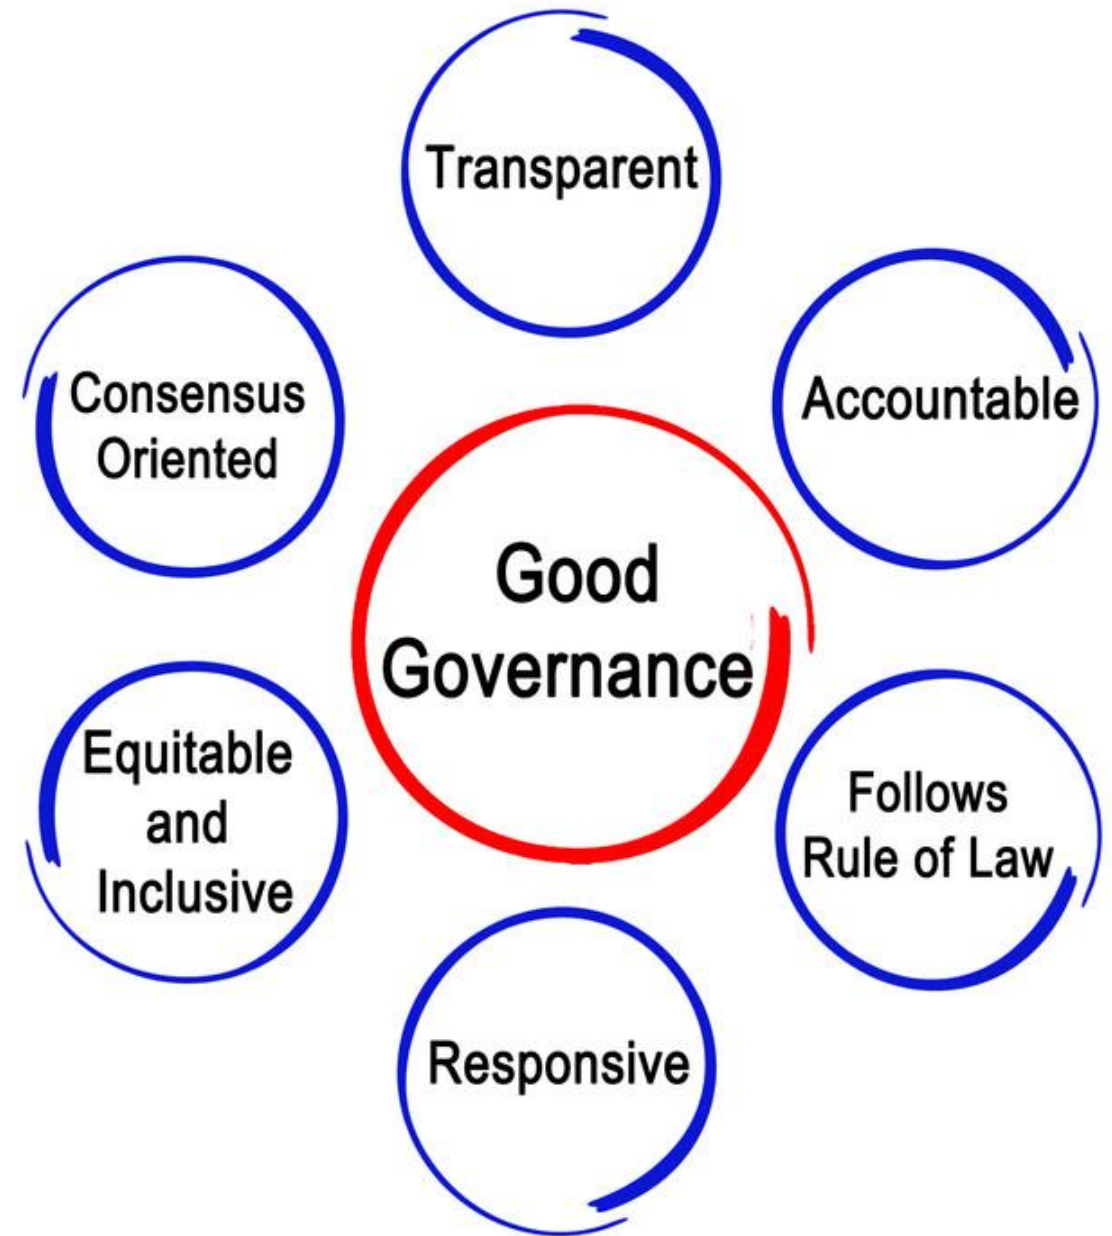 Transparent
Consensus
Oriented
Accountable
Good
Governance
Equitable
and
Inclusive
Follows
Rule of Law
Responsive